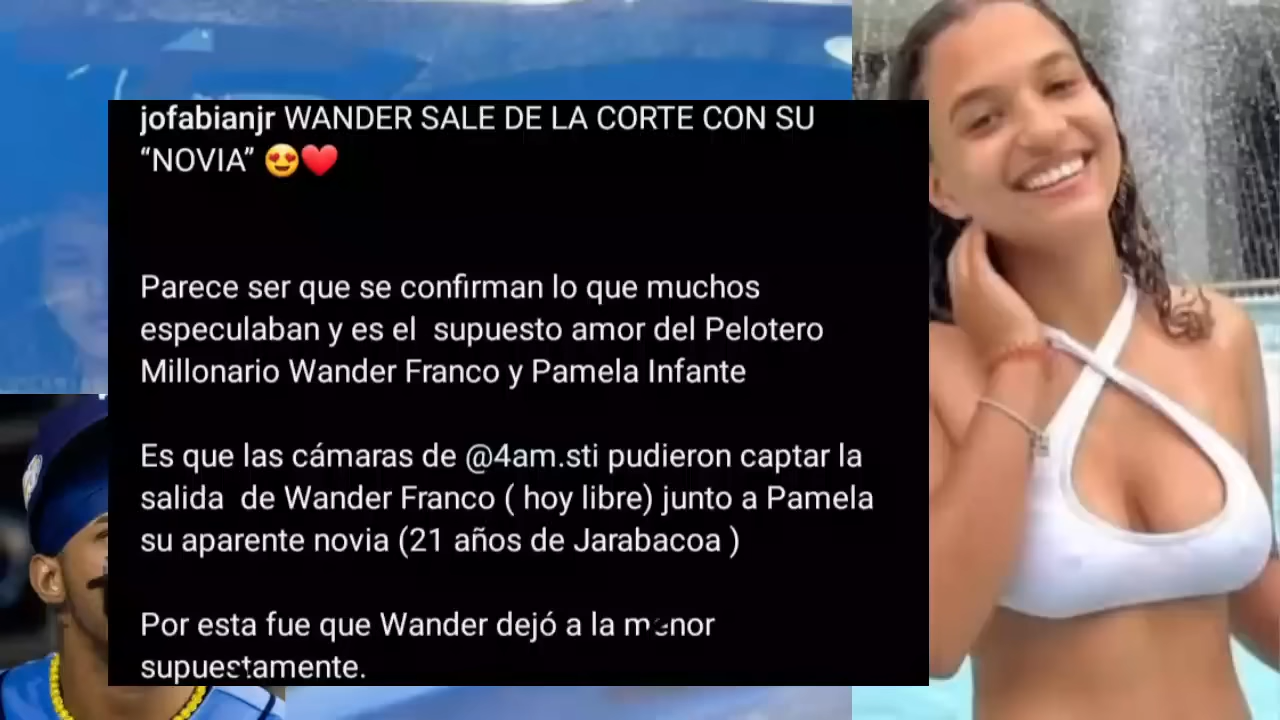 jofabianjr WANDER SALE DE LA CORTE CON SU
“NOVIA” 😍❤️
Parece ser que se confirman lo que muchos
especulaban y es el supuesto amor del Pelotero
Millonario Wander Franco y Pamela Infante
Es que las cámaras de @4am.sti pudieron captar la
salida de Wander Franco ( hoy libre) junto a Pamela
su aparente novia (21 años de Jarabacoa )
Por esta fue que Wander dejó a la menor
supuestamente.